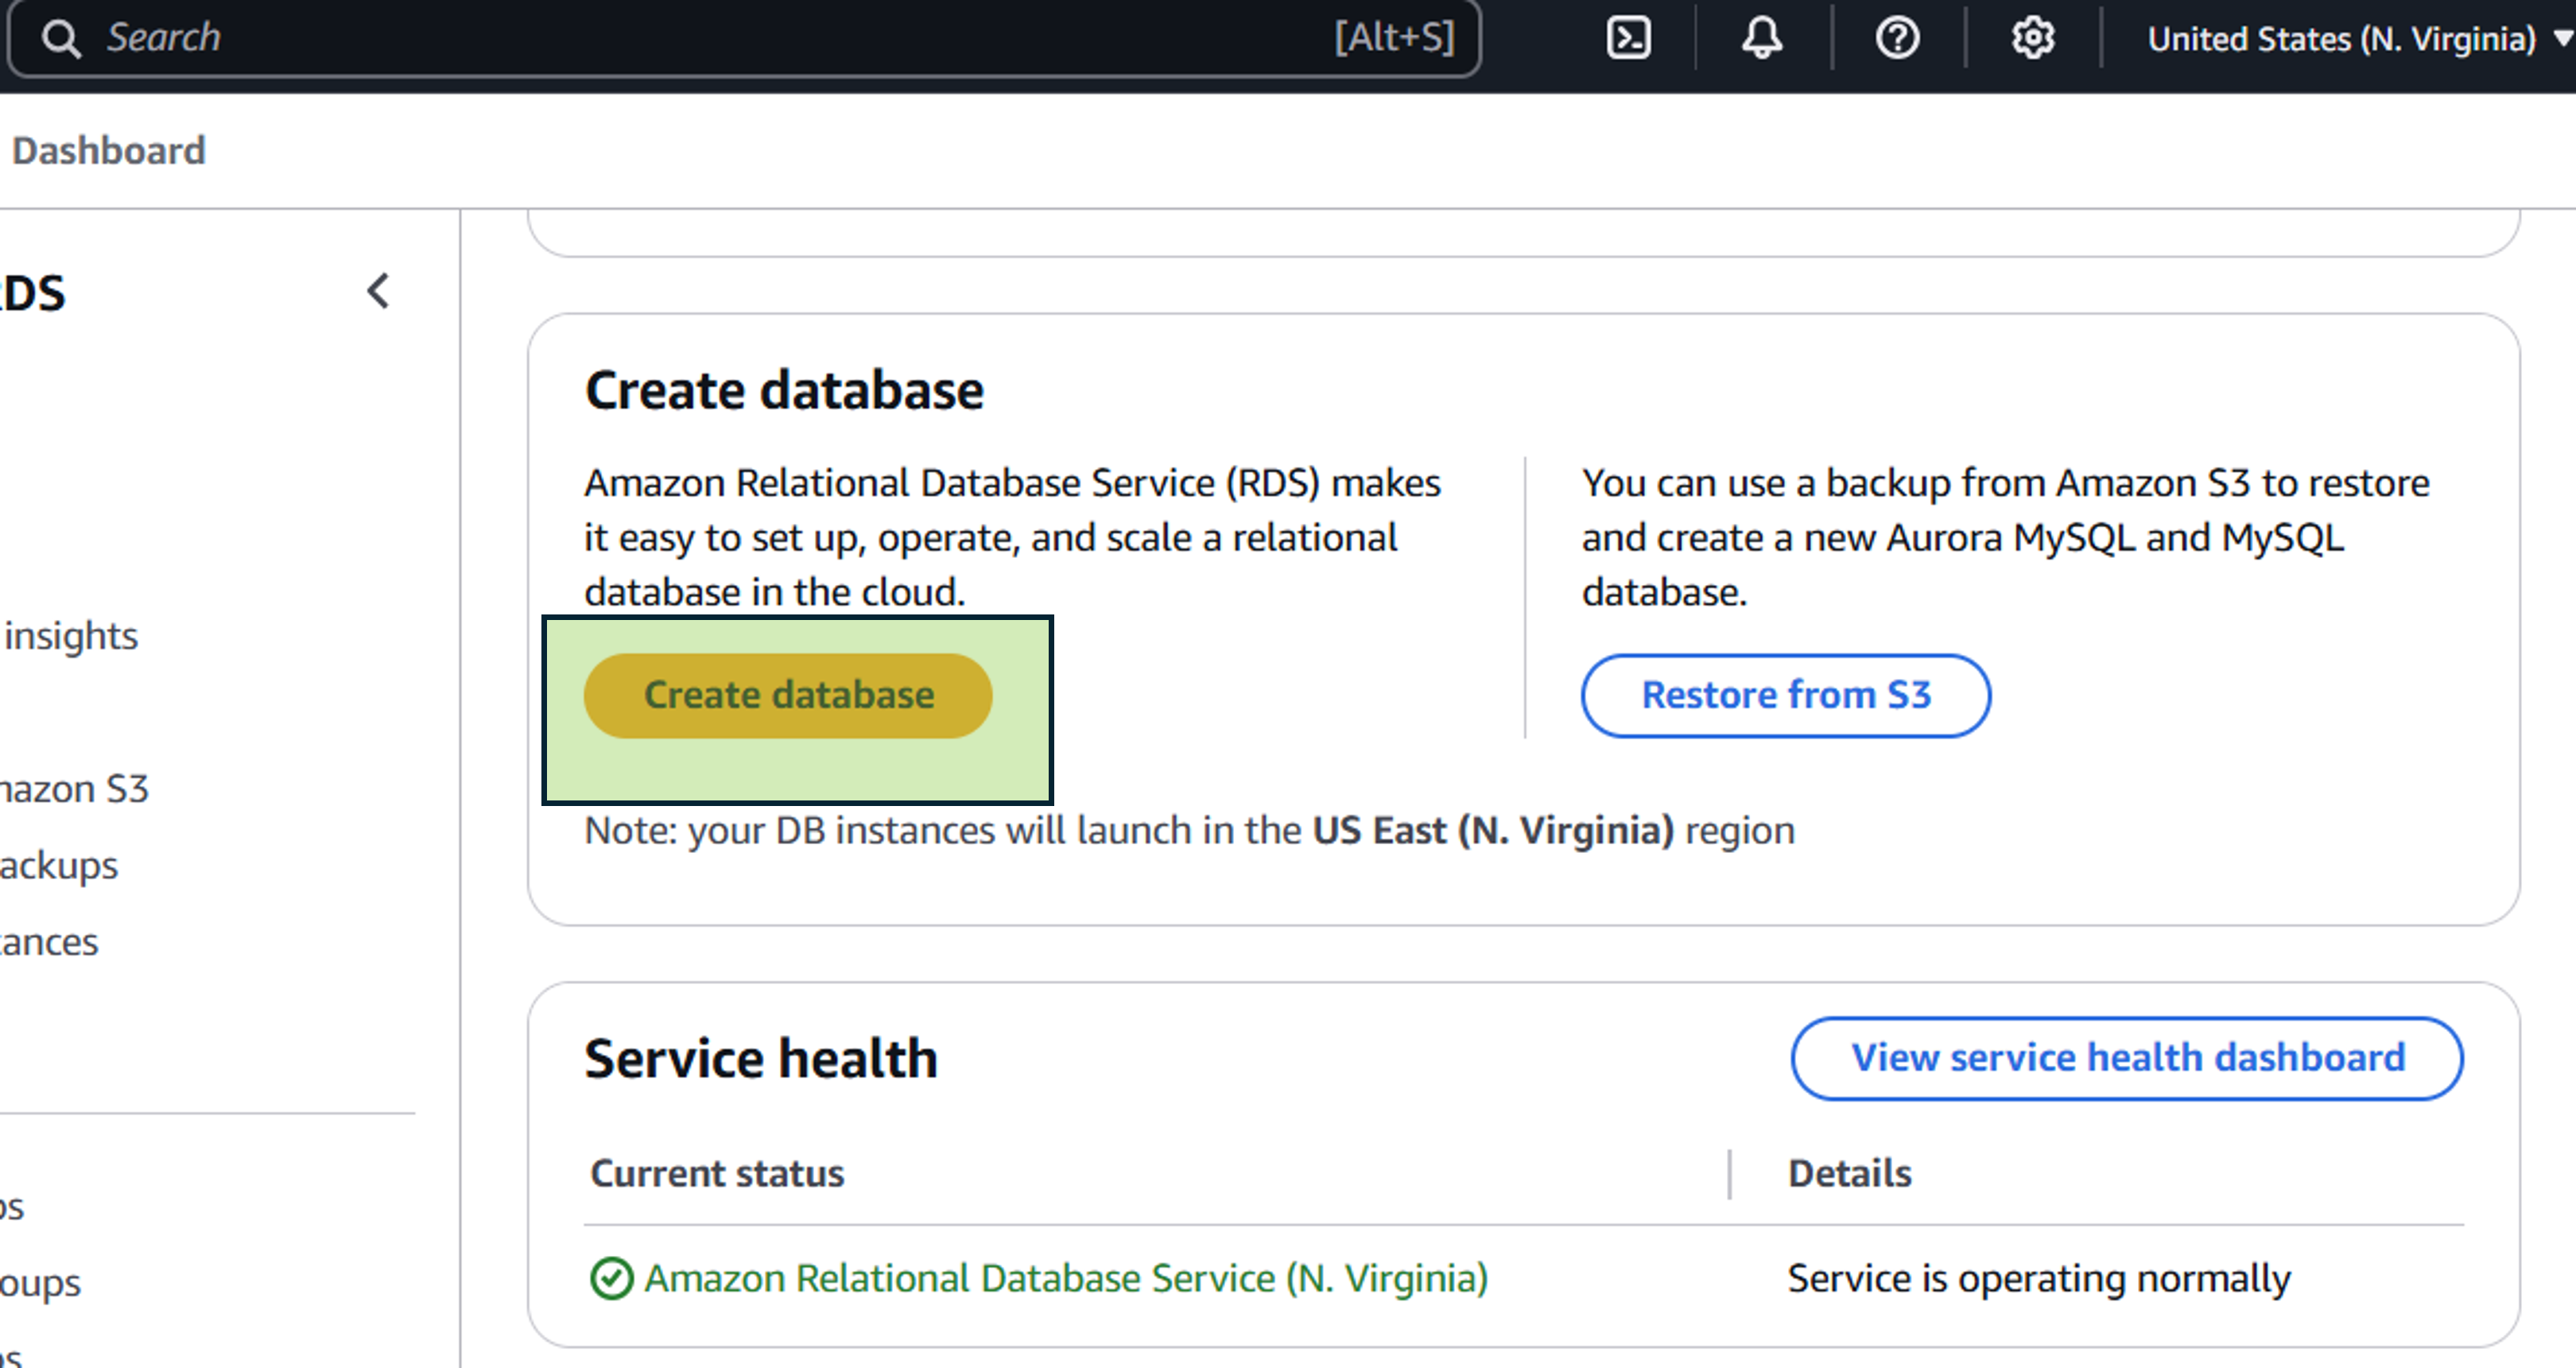 Search [Alt+S] United States (N. Virginia)
Dashboard
DS
insights
mazon S3
ackups
tances
os
oups
os
Create database
Amazon Relational Database Service (RDS) makes
it easy to set up, operate, and scale a relational
database in the cloud.
Create database
You can use a backup from Amazon S3 to restore
and create a new Aurora MySQL and MySQL
database.
Restore from S3
Note: your DB instances will launch in the US East (N. Virginia) region
Service health
View service health dashboard
Current status Details
Amazon Relational Database Service (N. Virginia) Service is operating normally